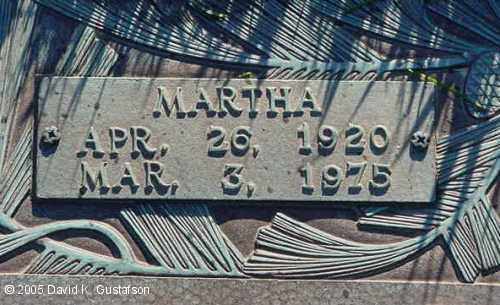 MARTHA
APR. 26, 1920
MAR. 3, 1975
© 2005 David K. Gustafson